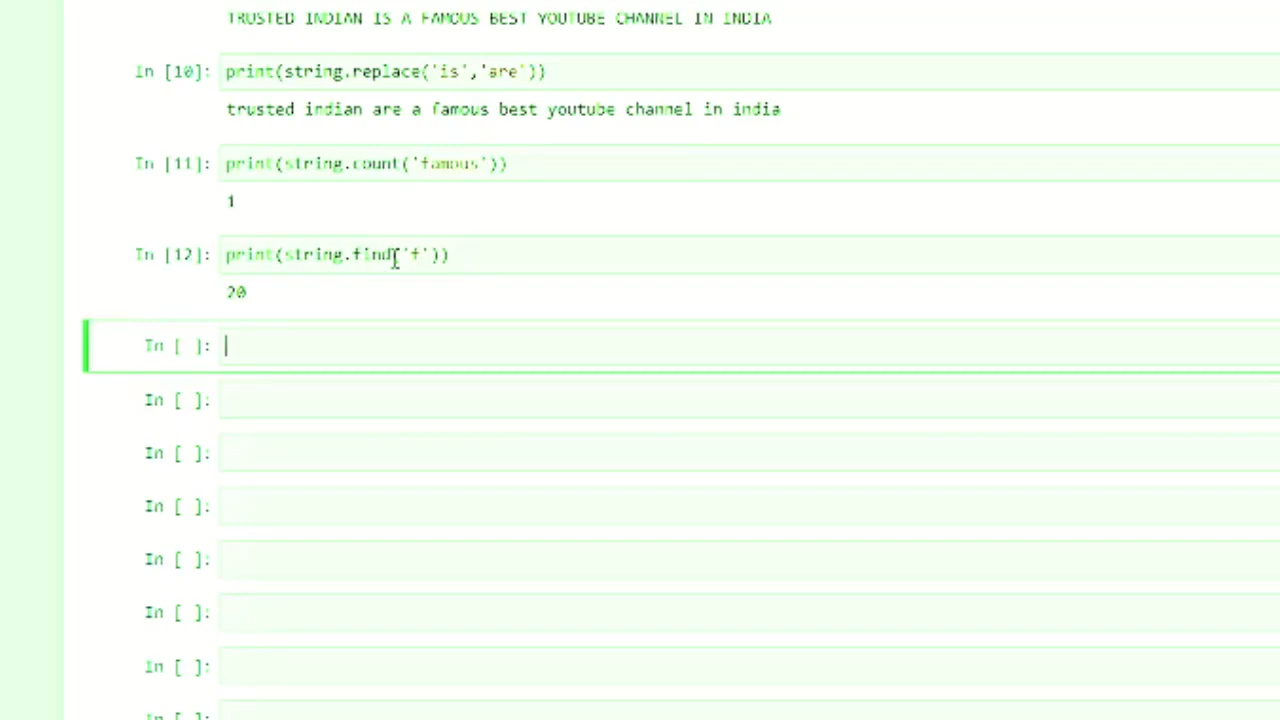 TRUSTED INDIAN IS A FAMOUS BEST YOUTUBE CHANNEL IN INDIA
In [10]: print(string.replace('is','are'))
trusted indian are a famous best youtube channel in india
In [11]: print(string.count('famous'))
1
In [12]: print(string.find('f'))
20
In [ ]:
In [ ]:
In [ ]:
In [ ]:
In [ ]:
In [ ]:
In [ ]:
In [ ]: